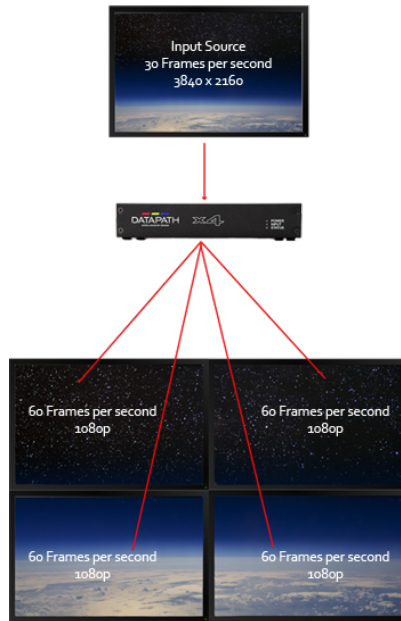 Input Source
30 Frames per second
3840 x 2160
DATAPATH
x4
POWER
INPUT
STATUS
60 Frames per second
1080p
60 Frames per second
1080p
60 Frames per second
1080p
60 Frames per second
1080p